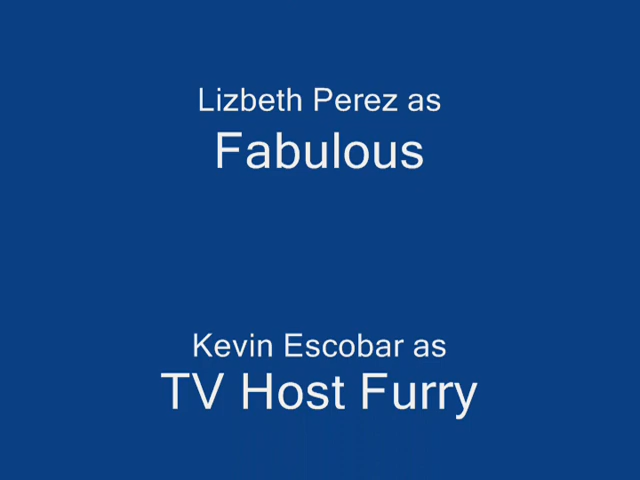 Lizbeth Perez as
Fabulous
Kevin Escobar as
TV Host Furry